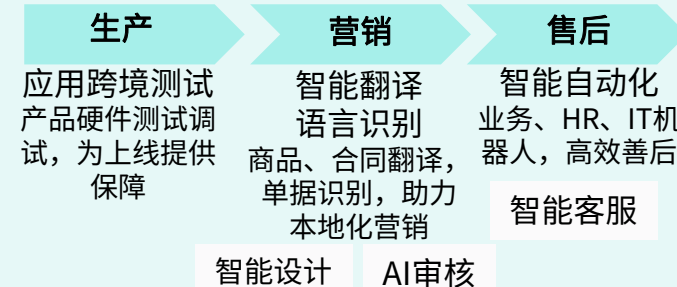 生产
应用跨境测试
产品硬件测试调
试，为上线提供
保障
营销
智能翻译
语言识别
商品、合同翻译，
单据识别，助力
本地化营销
售后
智能自动化
业务、HR、IT机
器人，高效善后
智能客服
智能设计
AI审核